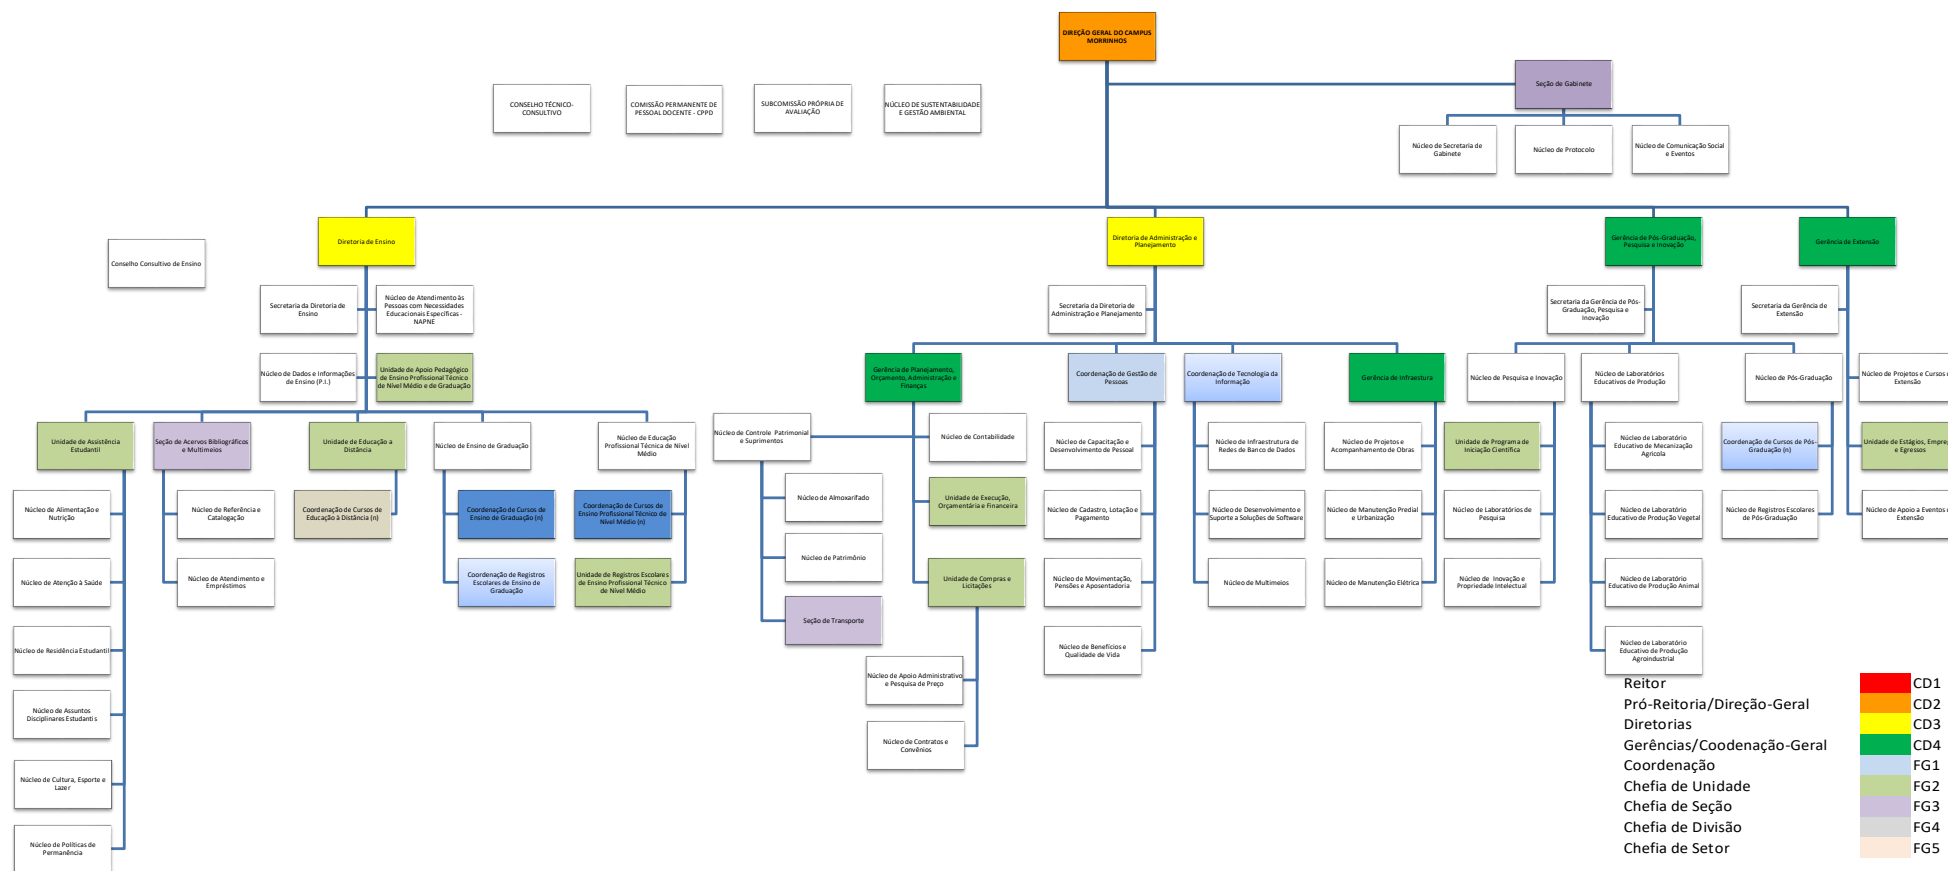 DIREÇÃO GERAL DO CAMPUS
MORRINHOS
Seção de Gabinete
CONSELHO TÉCNICO-
CONSULTIVO
COMISSÃO PERMANENTE DE
PESSOAL DOCENTE - CPPD
SUBCOMISSÃO PRÓPRIA DE
AVALIAÇÃO
NÚCLEO DE SUSTENTABILIDADE
E GESTÃO AMBIENTAL
Núcleo de Secretaria de
Gabinete
Núcleo de Protocolo
Núcleo de Comunicação Social
e Eventos
Conselho Consultivo de Ensino
Diretoria de Ensino
Diretoria de Administração e
Planejamento
Gerência de Pós-Graduação,
Pesquisa e Inovação
Gerência de Extensão
Secretaria da Diretoria de
Ensino
Núcleo de Atendimento às
Pessoas com Necessidades
Educacionais Específicas -
NAPNE
Secretaria da Diretoria de
Administração e Planejamento
Secretaria da Gerência de Pós-
Graduação, Pesquisa e
Inovação
Secretaria da Gerência de
Extensão
Núcleo de Dados e Informações
de Ensino (P.I.)
Unidade de Apoio Pedagógico
de Ensino Profissional Técnico
de Nível Médio e de Graduação
Gerência de Planejamento,
Orçamento, Administração e
Finanças
Coordenação de Gestão de
Pessoas
Coordenação de Tecnologia da
Informação
Gerência de Infraestura
Núcleo de Pesquisa e Inovação
Núcleo de Laboratórios
Educativos de Produção
Núcleo de Pós-Graduação
Núcleo de Projetos e Cursos
Extensão
Unidade de Assistência
Estudantil
Seção de Acervos Bibliográficos
e Multimeios
Unidade de Educação a
Distância
Núcleo de Ensino de Graduação
Núcleo de Educação
Profissional Técnica de Nível
Médio
Núcleo de Controle Patrimonial
e Suprimentos
Núcleo de Contabilidade
Núcleo de Capacitação e
Desenvolvimento de Pessoal
Núcleo de Infraestrutura de
Redes de Banco de Dados
Núcleo de Projetos e
Acompanhamento de Obras
Unidade de Programa de
Iniciação Científica
Núcleo de Laboratório
Educativo de Mecanização
Agrícola
Coordenação de Cursos de Pós-
Graduação (n)
Unidade de Estágios,
e Egressos
Núcleo de Alimentação e
Nutrição
Núcleo de Referência e
Catalogação
Coordenação de Cursos de
Educação à Distância (n)
Coordenação de Cursos de
Ensino de Graduação (n)
Coordenação de Cursos de
Ensino Profissional Técnico de
Nível Médio (n)
Núcleo de Almoxarifado
Unidade de Execução,
Orçamentária e Financeira
Núcleo de Cadastro, Lotação e
Pagamento
Núcleo de Desenvolvimento e
Suporte a Soluções de Software
Núcleo de Manutenção Predial
e Urbanização
Núcleo de Laboratórios de
Pesquisa
Núcleo de Laboratório
Educativo de Produção Vegetal
Núcleo de Registros Escolares
de Pós-Graduação
Núcleo de Apoio a Eventos
Extensão
Núcleo de Atenção à Saúde
Núcleo de Atendimento e
Empréstimos
Coordenação de Registros
Escolares de Ensino de
Graduação
Unidade de Registros Escolares
de Ensino Profissional Técnico
de Nível Médio
Núcleo de Patrimônio
Unidade de Compras e
Licitações
Núcleo de Movimentação,
Pensões e Aposentadoria
Núcleo de Multimeios
Núcleo de Manutenção Elétrica
Núcleo de Inovação e
Propriedade Intelectual
Núcleo de Laboratório
Educativo de Produção Animal
Núcleo de Residência Estudantil
Seção de Transporte
Núcleo de Benefícios e
Qualidade de Vida
Núcleo de Laboratório
Educativo de Produção
Agroindustrial
Núcleo de Apoio Administrativo
e Pesquisa de Preço
Núcleo de Assuntos
Disciplinares Estudantis
Núcleo de Contratos e
Convênios
Núcleo de Cultura, Esporte e
Lazer
Núcleo de Políticas de
Permanência
Reitor CD1
Pró-Reitoria/Direção-Geral CD2
Diretorias CD3
Gerências/Coodenação-Geral CD4
Coordenação FG1
Chefia de Unidade FG2
Chefia de Seção FG3
Chefia de Divisão FG4
Chefia de Setor FG5